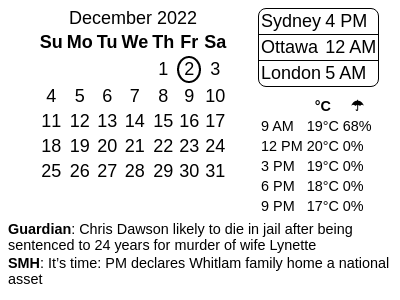 December 2022
Su Mo Tu We Th Fr Sa
1 2 3
4 5 6 7 8 9 10
11 12 13 14 15 16 17
18 19 20 21 22 23 24
25 26 27 28 29 30 31
Sydney 4 PM
Ottawa 12 AM
London 5 AM
°C ☂
9 AM 19°C 68%
12 PM 20°C 0%
3 PM 19°C 0%
6 PM 18°C 0%
9 PM 17°C 0%
Guardian: Chris Dawson likely to die in jail after being
sentenced to 24 years for murder of wife Lynette
SMH: It’s time: PM declares Whitlam family home a national
asset